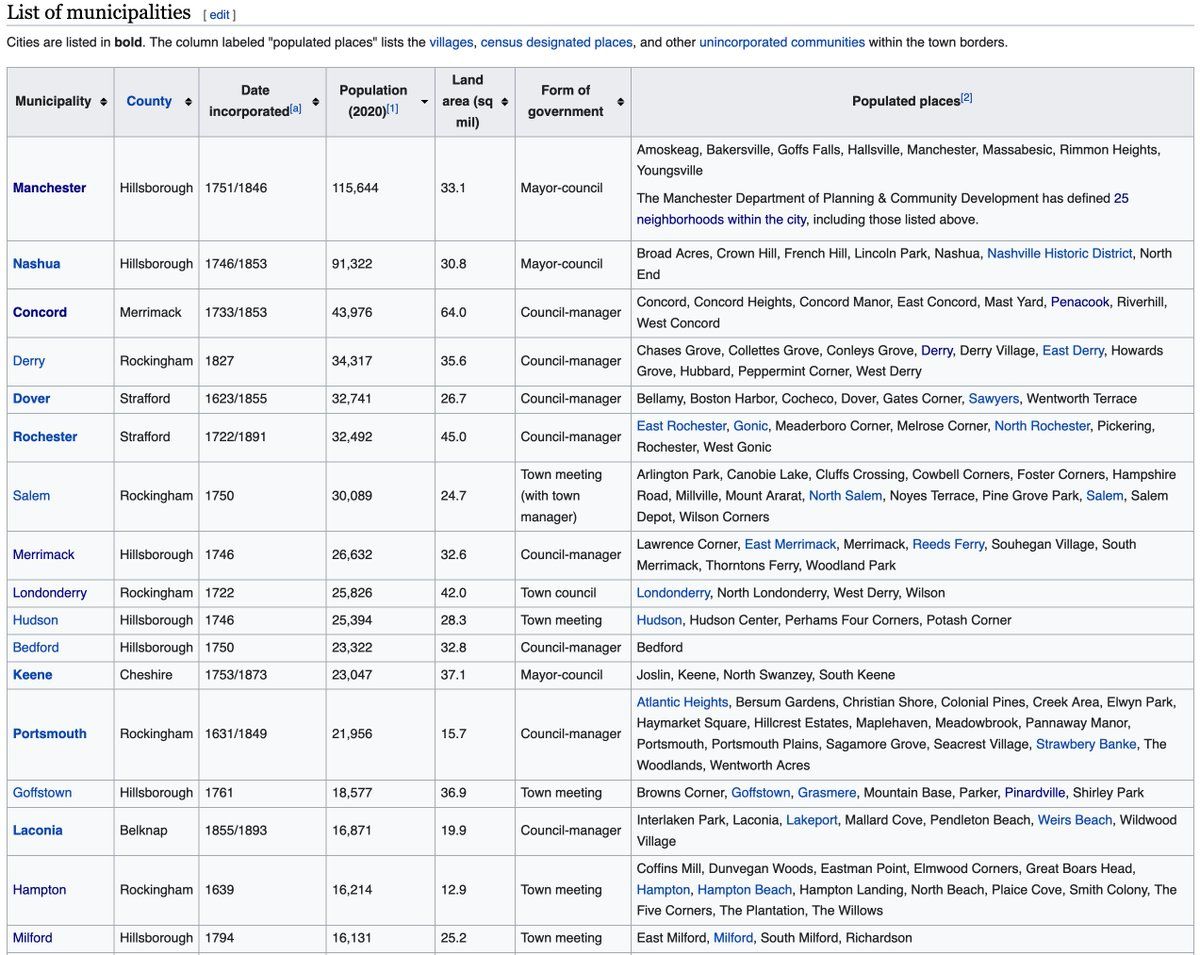 List of municipalities [ edit ]
Cities are listed in bold. The column labeled "populated places" lists the villages, census designated places, and other unincorporated communities within the town borders.
Municipality County Date incorporated[a] Population (2020)[1] Land area (sq mil) Form of government Populated places[2]
Manchester Hillsborough 1751/1846 115,644 33.1 Mayor-council Amoskeag, Bakersville, Goffs Falls, Hallsville, Manchester, Massabesic, Rimmon Heights,
Youngsville
The Manchester Department of Planning & Community Development has defined 25
neighborhoods within the city, including those listed above.
Nashua Hillsborough 1746/1853 91,322 30.8 Mayor-council Broad Acres, Crown Hill, French Hill, Lincoln Park, Nashua, Nashville Historic District, North
End
Concord Merrimack 1733/1853 43,976 64.0 Council-manager Concord, Concord Heights, Concord Manor, East Concord, Mast Yard, Penacook, Riverhill,
West Concord
Derry Rockingham 1827 34,317 35.6 Council-manager Chases Grove, Collettes Grove, Conleys Grove, Derry, Derry Village, East Derry, Howards
Grove, Hubbard, Peppermint Corner, West Derry
Dover Strafford 1623/1855 32,741 26.7 Council-manager Bellamy, Boston Harbor, Cocheco, Dover, Gates Corner, Sawyers, Wentworth Terrace
Rochester Strafford 1722/1891 32,492 45.0 Council-manager East Rochester, Gonic, Meaderboro Corner, Melrose Corner, North Rochester, Pickering,
Rochester, West Gonic
Salem Rockingham 1750 30,089 24.7 Town meeting (with town manager) Arlington Park, Canobie Lake, Cluffs Crossing, Cowbell Corners, Foster Corners, Hampshire
Road, Millville, Mount Ararat, North Salem, Noyes Terrace, Pine Grove Park, Salem, Salem
Depot, Wilson Corners
Merrimack Hillsborough 1746 26,632 32.6 Council-manager Lawrence Corner, East Merrimack, Merrimack, Reeds Ferry, Souhegan Village, South
Merrimack, Thorntons Ferry, Woodland Park
Londonderry Rockingham 1722 25,826 42.0 Town council Londonderry, North Londonderry, West Derry, Wilson
Hudson Hillsborough 1746 25,394 28.3 Town meeting Hudson, Hudson Center, Perhams Four Corners, Potash Corner
Bedford Hillsborough 1750 23,322 32.8 Council-manager Bedford
Keene Cheshire 1753/1873 23,047 37.1 Mayor-council Joslin, Keene, North Swanzey, South Keene
Portsmouth Rockingham 1631/1849 21,956 15.7 Council-manager Atlantic Heights, Bersum Gardens, Christian Shore, Colonial Pines, Creek Area, Elwyn Park,
Haymarket Square, Hillcrest Estates, Maplehaven, Meadowbrook, Pannaway Manor,
Portsmouth, Portsmouth Plains, Sagamore Grove, Seacrest Village, Strawbery Banke, The
Woodlands, Wentworth Acres
Goffstown Hillsborough 1761 18,577 36.9 Town meeting Browns Corner, Goffstown, Grasmere, Mountain Base, Parker, Pinardville, Shirley Park
Laconia Belknap 1855/1893 16,871 19.9 Council-manager Interlaken Park, Laconia, Lakeport, Mallard Cove, Pendleton Beach, Weirs Beach, Wildwood
Village
Hampton Rockingham 1639 16,214 12.9 Town meeting Coffins Mill, Dunvegan Woods, Eastman Point, Elmwood Corners, Great Boars Head,
Hampton, Hampton Beach, Hampton Landing, North Beach, Plaice Cove, Smith Colony, The
Five Corners, The Plantation, The Willows
Milford Hillsborough 1794 16,131 25.2 Town meeting East Milford, Milford, South Milford, Richardson